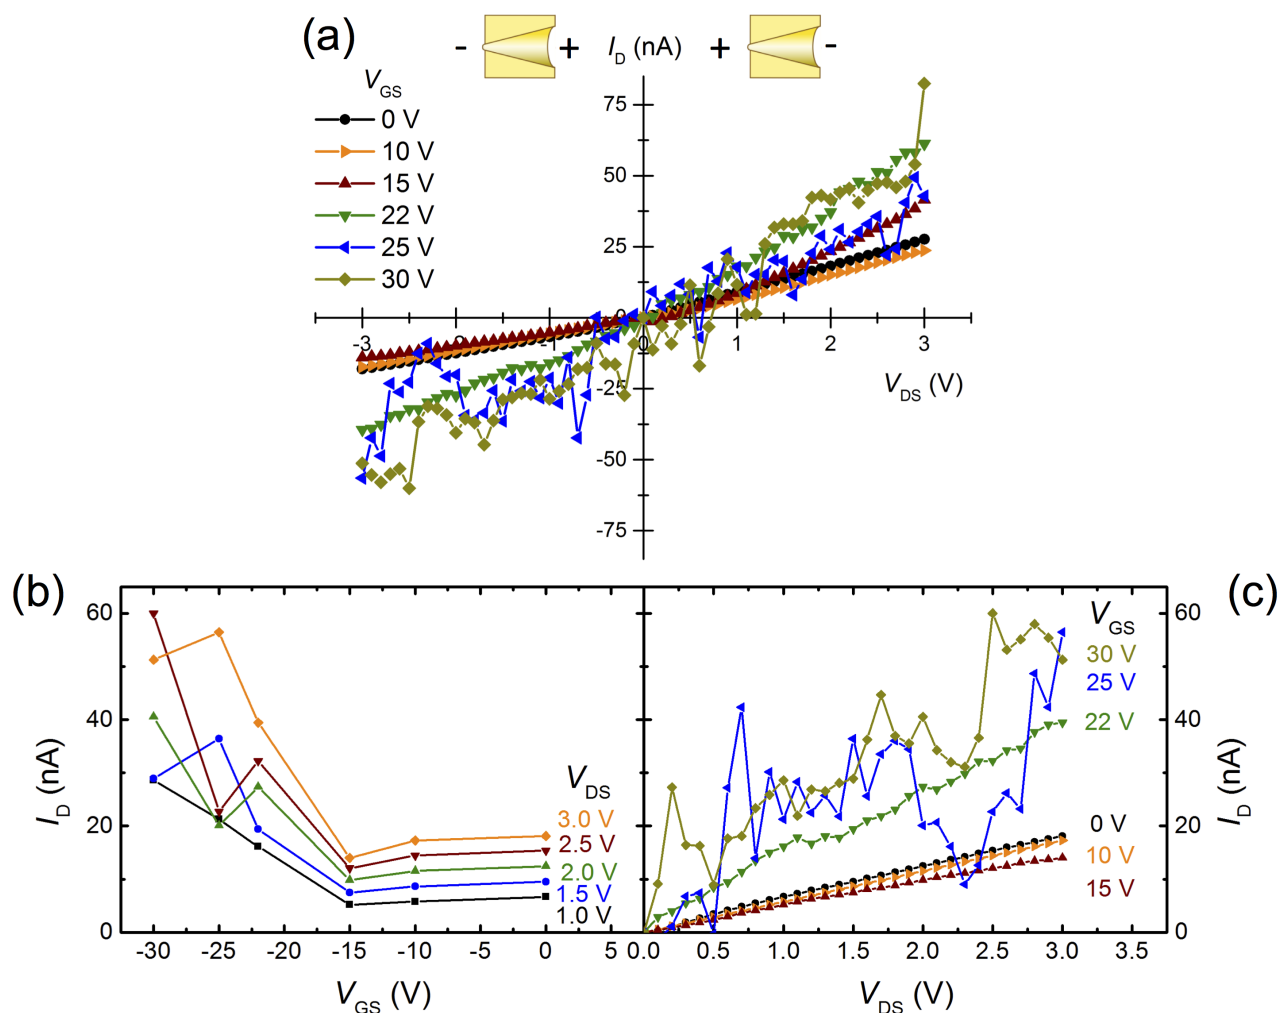 (a)
- + I_D (nA) + -
V_GS
0 V
10 V
15 V
22 V
25 V
30 V
75
50
25
0
-3 -2 -1 0 1 2 3
V_DS (V)
-25
-50
-75
(b)
60
40
20
0
I_D (nA)
V_DS
3.0 V
2.5 V
2.0 V
1.5 V
1.0 V
-30 -25 -20 -15 -10 -5 0 5
V_GS (V)
(c)
V_GS
30 V
25 V
22 V
0 V
10 V
15 V
60
40
20
0
I_D (nA)
0.0 0.5 1.0 1.5 2.0 2.5 3.0 3.5
V_DS (V)